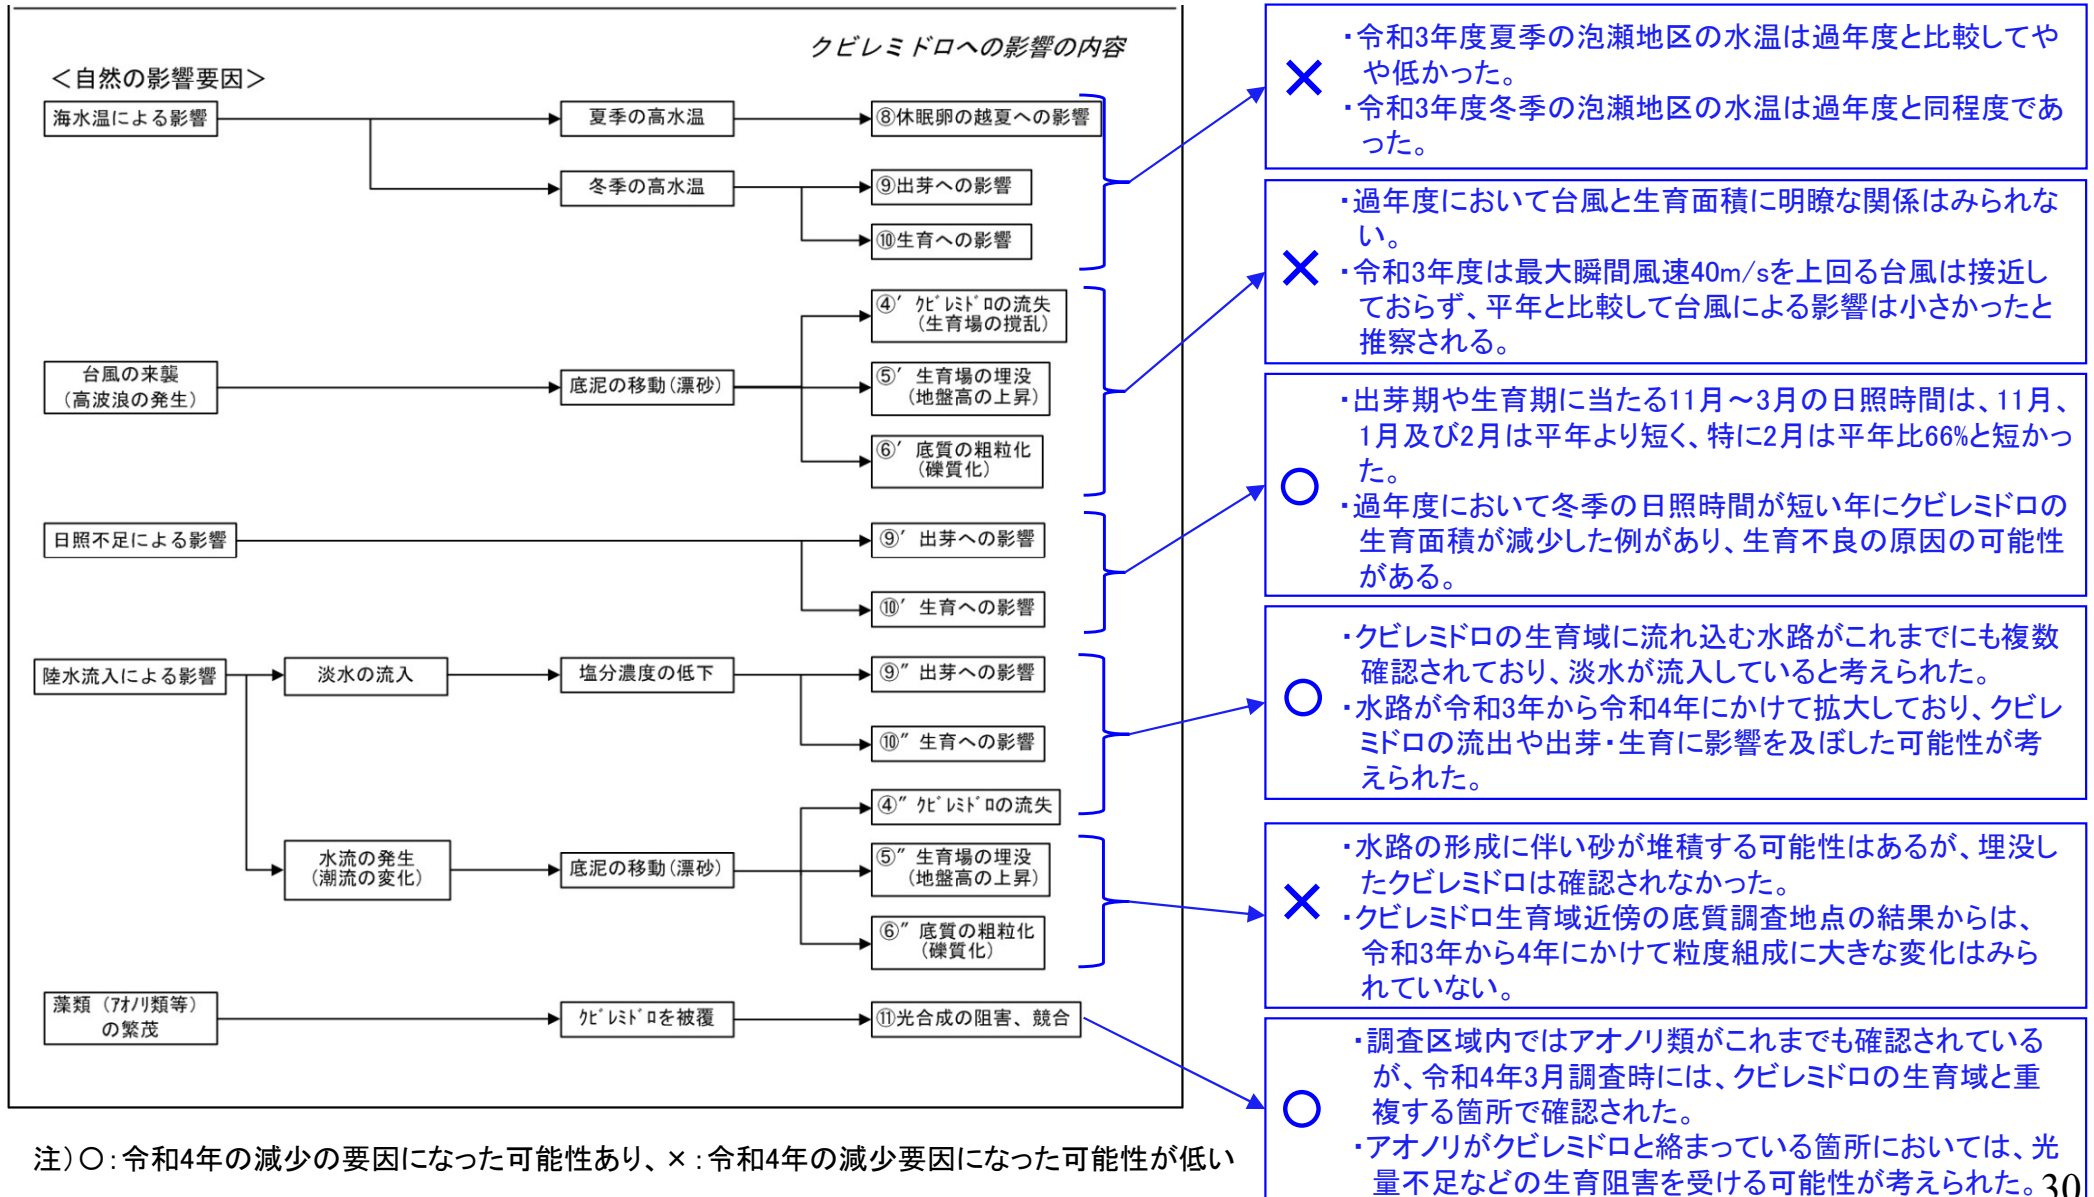 クビレミドロへの影響の内容
＜自然の影響要因＞
海水温による影響
夏季の高水温
⑧休眠卵の越夏への影響
冬季の高水温
⑨出芽への影響
⑩生育への影響
台風の来襲
（高波浪の発生）
底泥の移動（漂砂）
④′ ｸﾋﾞﾚﾐﾄﾞﾛの流失
（生育場の撹乱）
⑤′ 生育場の埋没
（地盤高の上昇）
⑥′ 底質の粗粒化
（礫質化）
日照不足による影響
⑨′ 出芽への影響
⑩′ 生育への影響
陸水流入による影響
淡水の流入
塩分濃度の低下
⑨″ 出芽への影響
⑩″ 生育への影響
水流の発生
（潮流の変化）
底泥の移動（漂砂）
④″ ｸﾋﾞﾚﾐﾄﾞﾛの流失
⑤″ 生育場の埋没
（地盤高の上昇）
⑥″ 底質の粗粒化
（礫質化）
藻類（ｱｵﾉﾘ類等）
の繁茂
ｸﾋﾞﾚﾐﾄﾞﾛを被覆
⑪光合成の阻害、競合
×
・令和3年度夏季の泡瀬地区の水温は過年度と比較してや
や低かった。
・令和3年度冬季の泡瀬地区の水温は過年度と同程度であ
った。
×
・過年度において台風と生育面積に明瞭な関係はみられな
い。
・令和3年度は最大瞬間風速40m/sを上回る台風は接近し
ておらず、平年と比較して台風による影響は小さかったと
推察される。
○
・出芽期や生育期に当たる11月～3月の日照時間は、11月、
1月及び2月は平年より短く、特に2月は平年比66%と短かっ
た。
・過年度において冬季の日照時間が短い年にクビレミドロの
生育面積が減少した例があり、生育不良の原因の可能性
がある。
○
・クビレミドロの生育域に流れ込む水路がこれまでにも複数
確認されており、淡水が流入していると考えられた。
・水路が令和3年から令和4年にかけて拡大しており、クビレ
ミドロの流出や出芽・生育に影響を及ぼした可能性が考
えられた。
×
・水路の形成に伴い砂が堆積する可能性はあるが、埋没し
たクビレミドロは確認されなかった。
・クビレミドロ生育域近傍の底質調査地点の結果からは、
令和3年から4年にかけて粒度組成に大きな変化はみら
れていない。
○
・調査区域内ではアオノリ類がこれまでも確認されている
が、令和4年3月調査時には、クビレミドロの生育域と重
複する箇所で確認された。
・アオノリがクビレミドロと絡まっている箇所においては、光
量不足などの生育阻害を受ける可能性が考えられた。
注）○：令和4年の減少の要因になった可能性あり、×：令和4年の減少要因になった可能性が低い
30